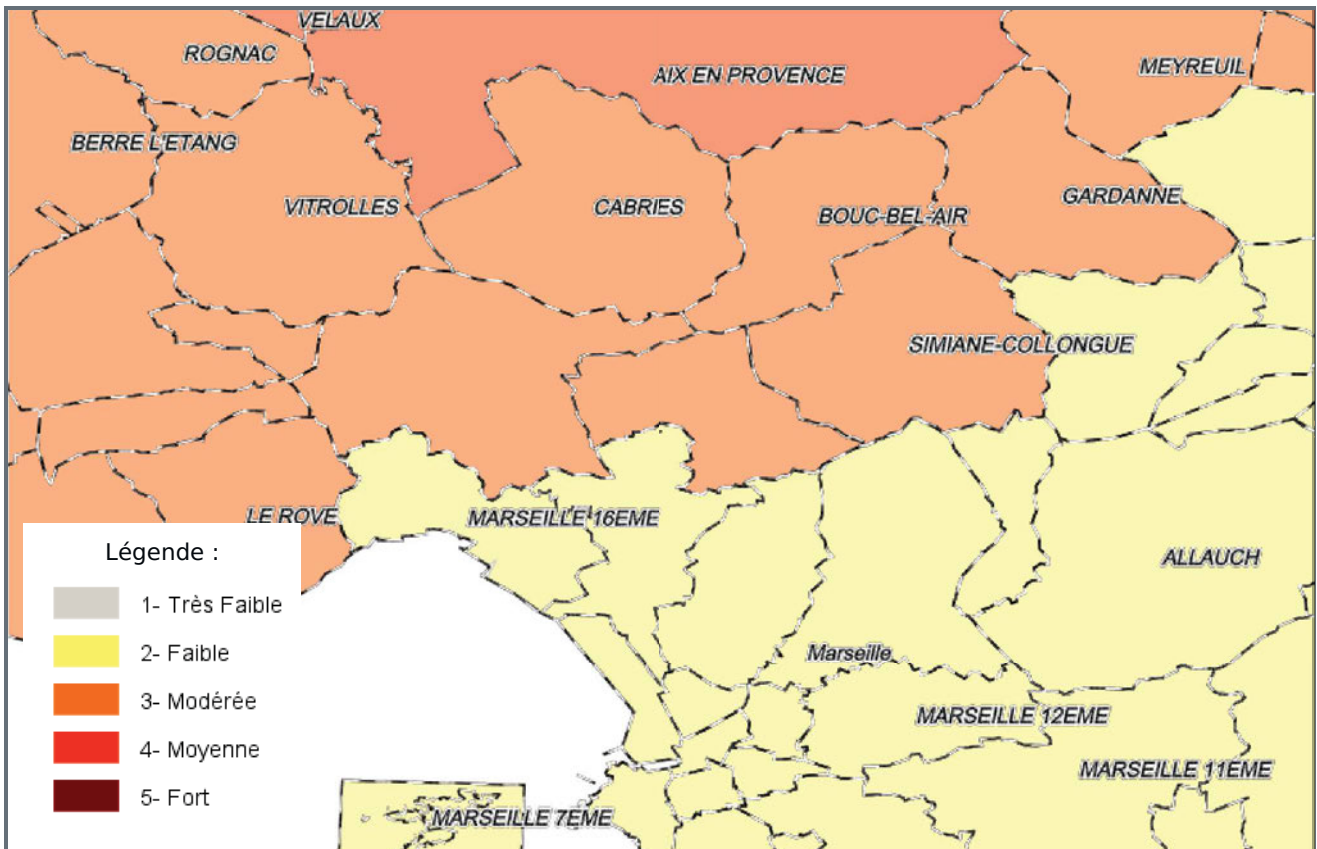 VELAUX
ROGNAC
AIX EN PROVENCE
MEYREUIL
BERRE L'ETANG
VITROLLES
CABRIES
BOUC-BEL-AIR
GARDANNE
SIMIANE-COLLONGUE
LE ROVE
MARSEILLE 16EME
ALLAUCH
Légende :
1- Très Faible
2- Faible
3- Modérée
4- Moyenne
5- Fort
Marseille
MARSEILLE 12EME
MARSEILLE 11EME
MARSEILLE 7EME